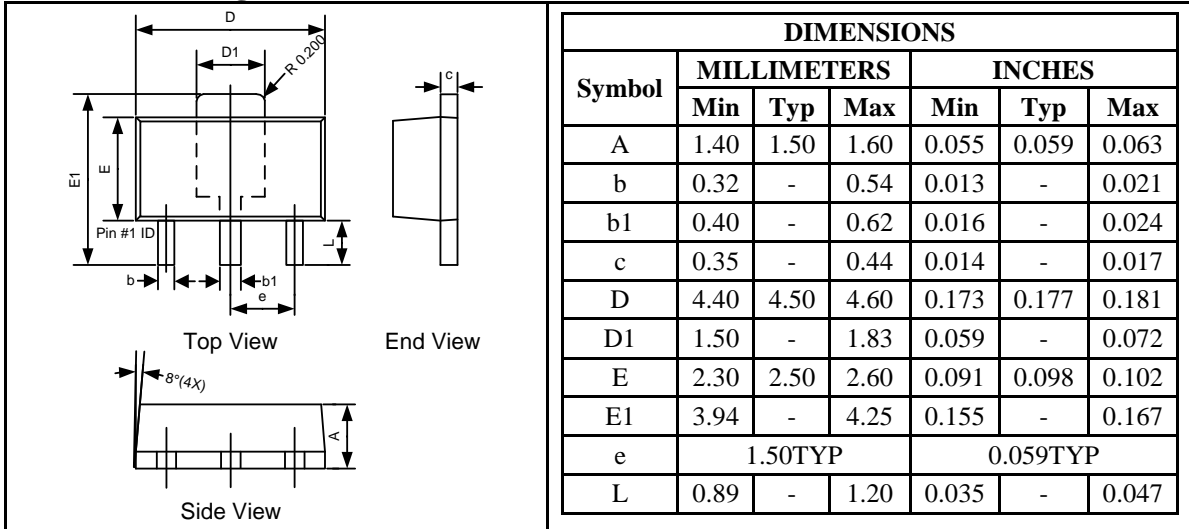 D
D1
R 0.200
c
E1
E
Pin #1 ID
L
b
b1
e
Top View
End View
8°(4X)
A
Side View
DIMENSIONS
Symbol MILLIMETERS INCHES
Min Typ Max Min Typ Max
A 1.40 1.50 1.60 0.055 0.059 0.063
b 0.32 - 0.54 0.013 - 0.021
b1 0.40 - 0.62 0.016 - 0.024
c 0.35 - 0.44 0.014 - 0.017
D 4.40 4.50 4.60 0.173 0.177 0.181
D1 1.50 - 1.83 0.059 - 0.072
E 2.30 2.50 2.60 0.091 0.098 0.102
E1 3.94 - 4.25 0.155 - 0.167
e 1.50TYP 0.059TYP
L 0.89 - 1.20 0.035 - 0.047